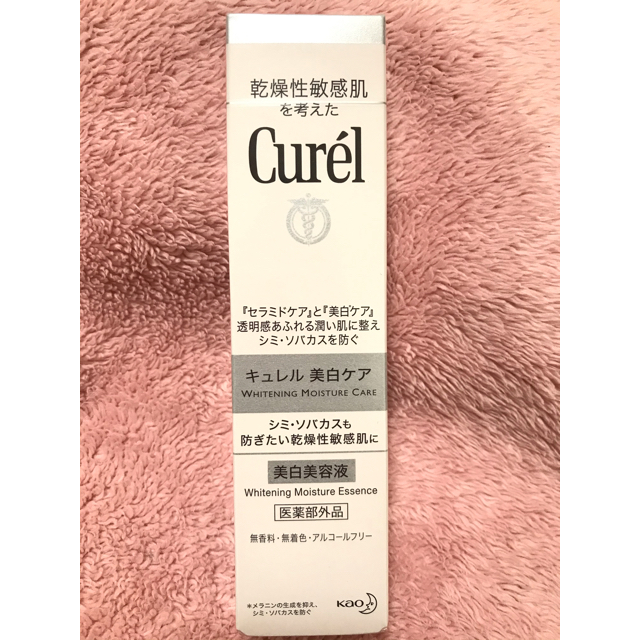 乾燥性敏感肌
を考えた
Curél
『セラミドケア』と『美白*ケア』
透明感あふれる潤い肌に整え
シミ・ソバカスを防ぐ
キュレル 美白ケア
WHITENING MOISTURE CARE
シミ・ソバカスも
防ぎたい乾燥性敏感肌に
美白美容液
Whitening Moisture Essence
医薬部外品
無香料・無着色・アルコールフリー
*メラニンの生成を抑え、
シミ・ソバカスを防ぐ
Kao